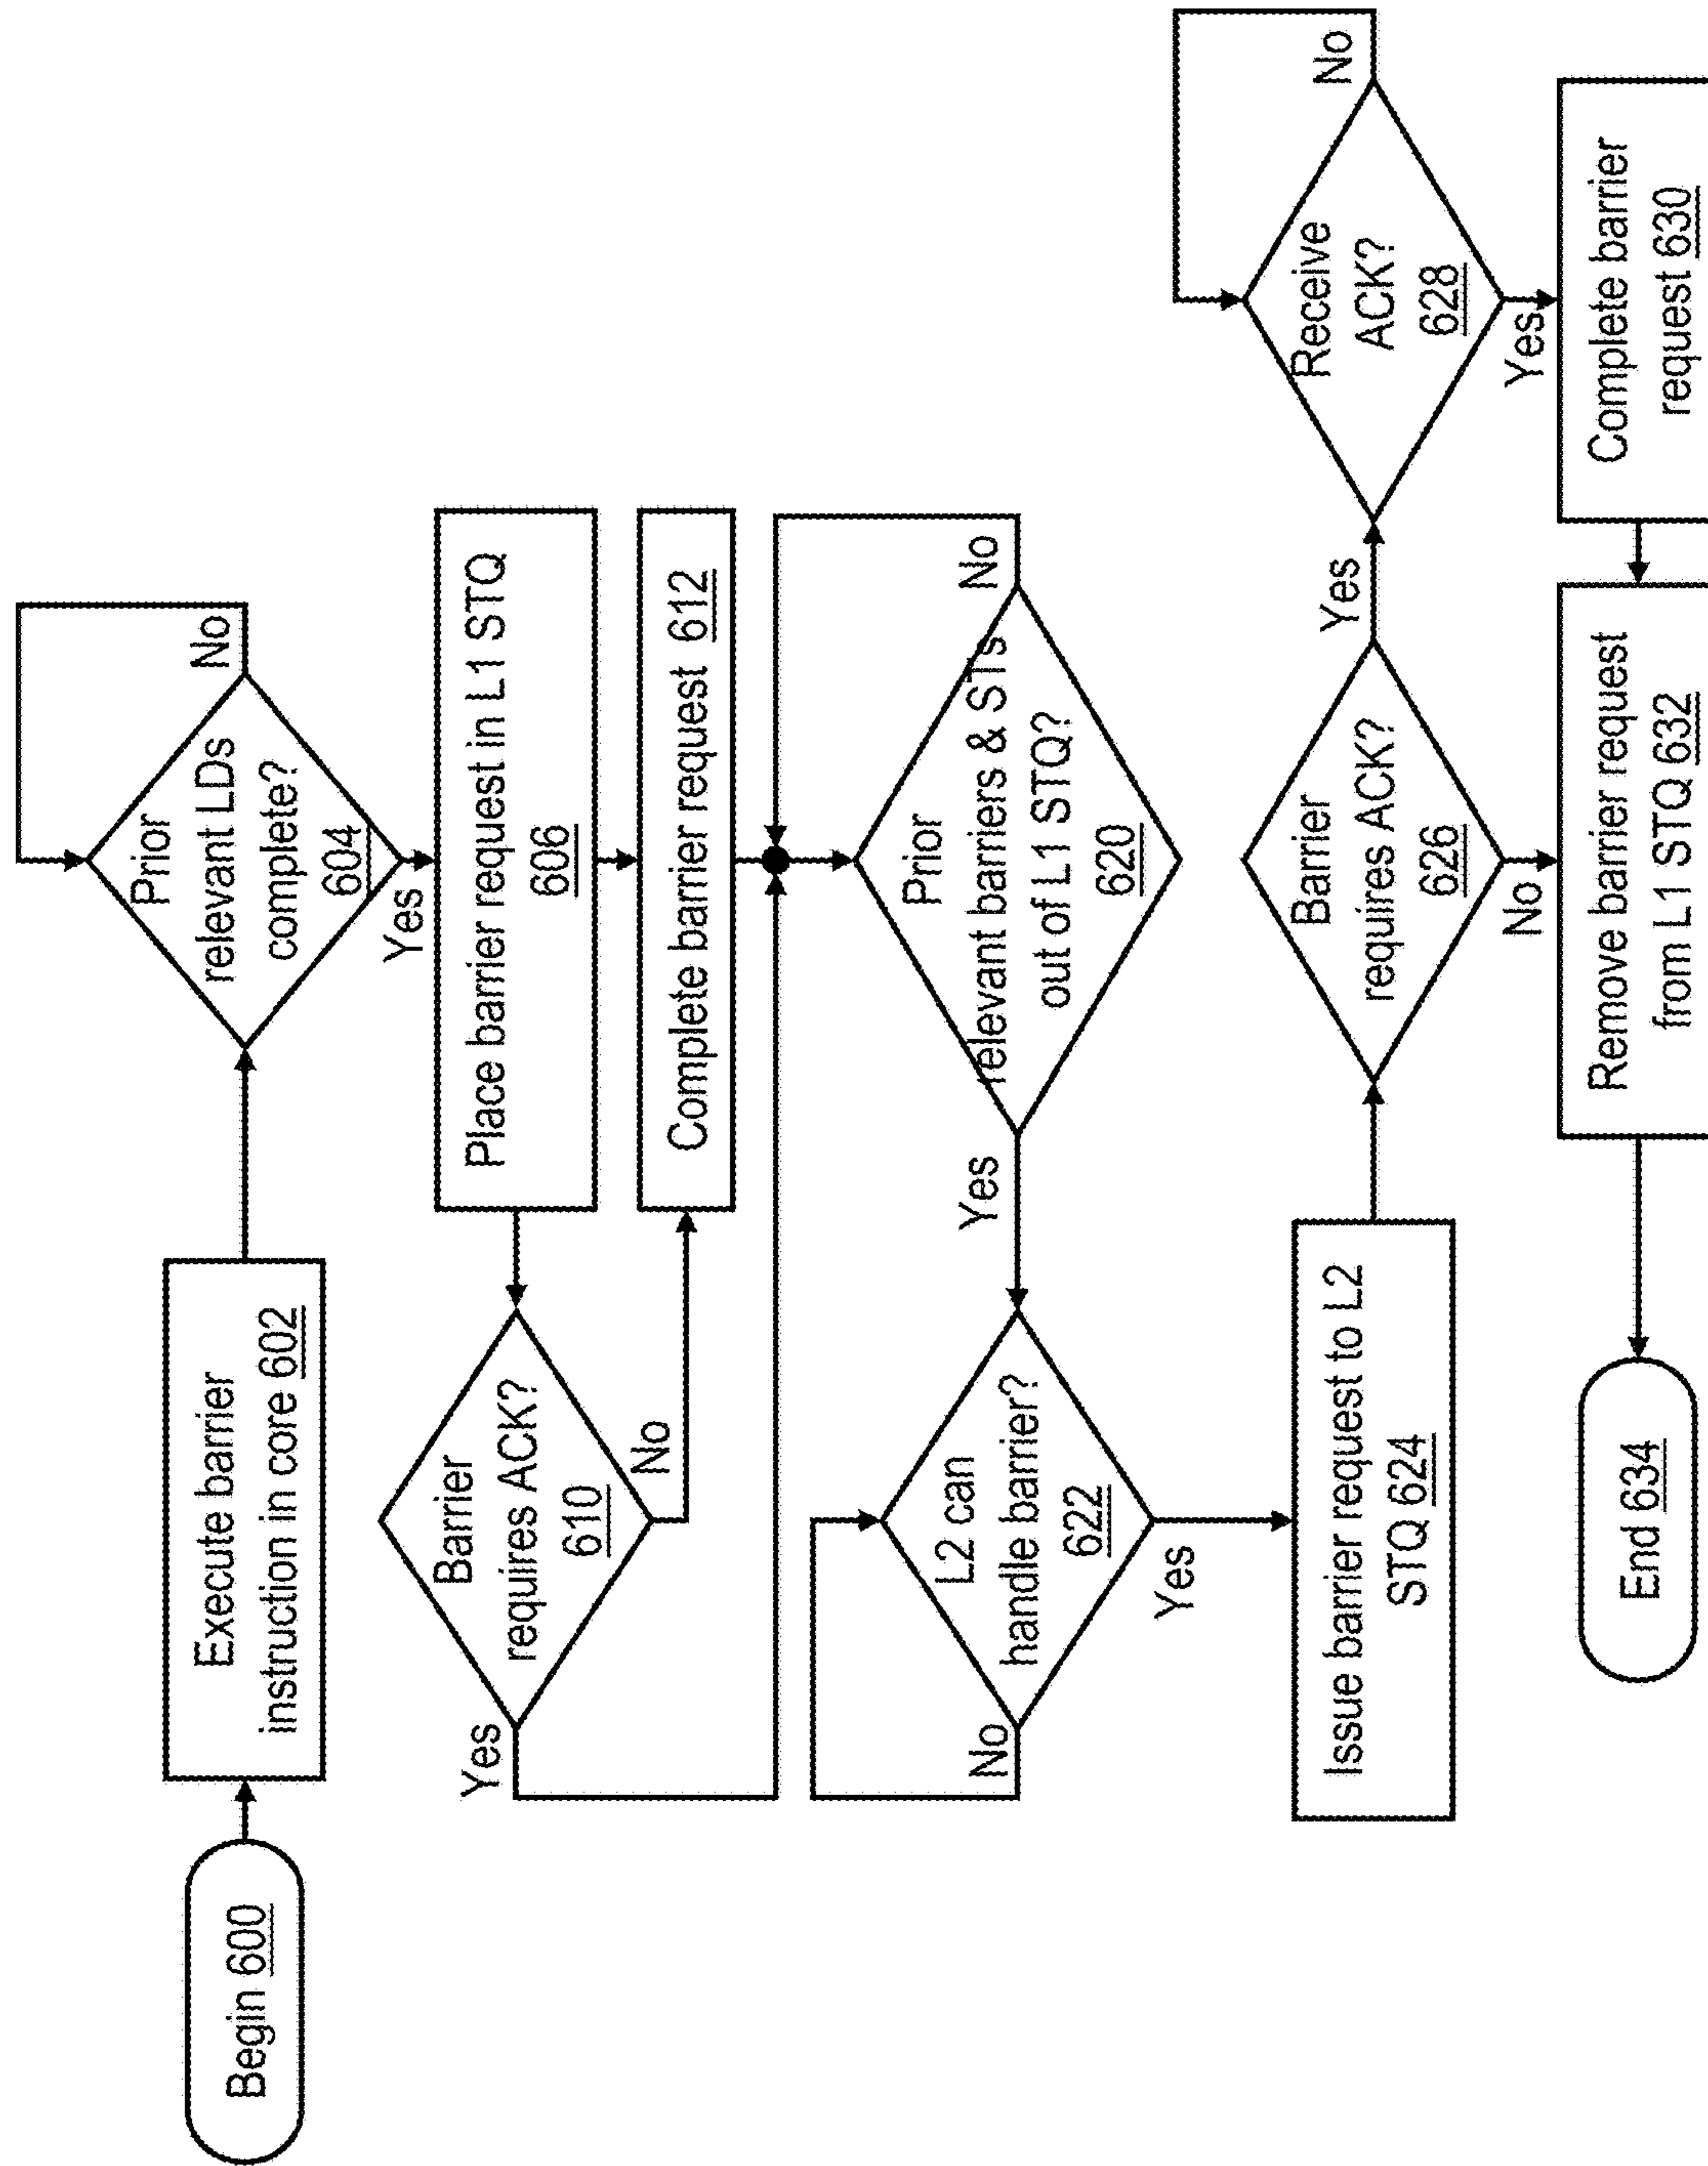 Begin 600
Execute barrier
instruction in core 602
Prior
relevant LDs
complete?
604
No
Yes
Place barrier request in L1 STQ
606
Barrier
requires ACK?
610
Yes
No
Complete barrier request 612
Prior
relevant barriers & STs
out of L1 STQ?
620
No
Yes
L2 can
handle barrier?
622
No
Yes
Issue barrier request to L2
STQ 624
Barrier
requires ACK?
626
Yes
No
Receive
ACK?
628
No
Yes
Complete barrier
request 630
Remove barrier request
from L1 STQ 632
End 634